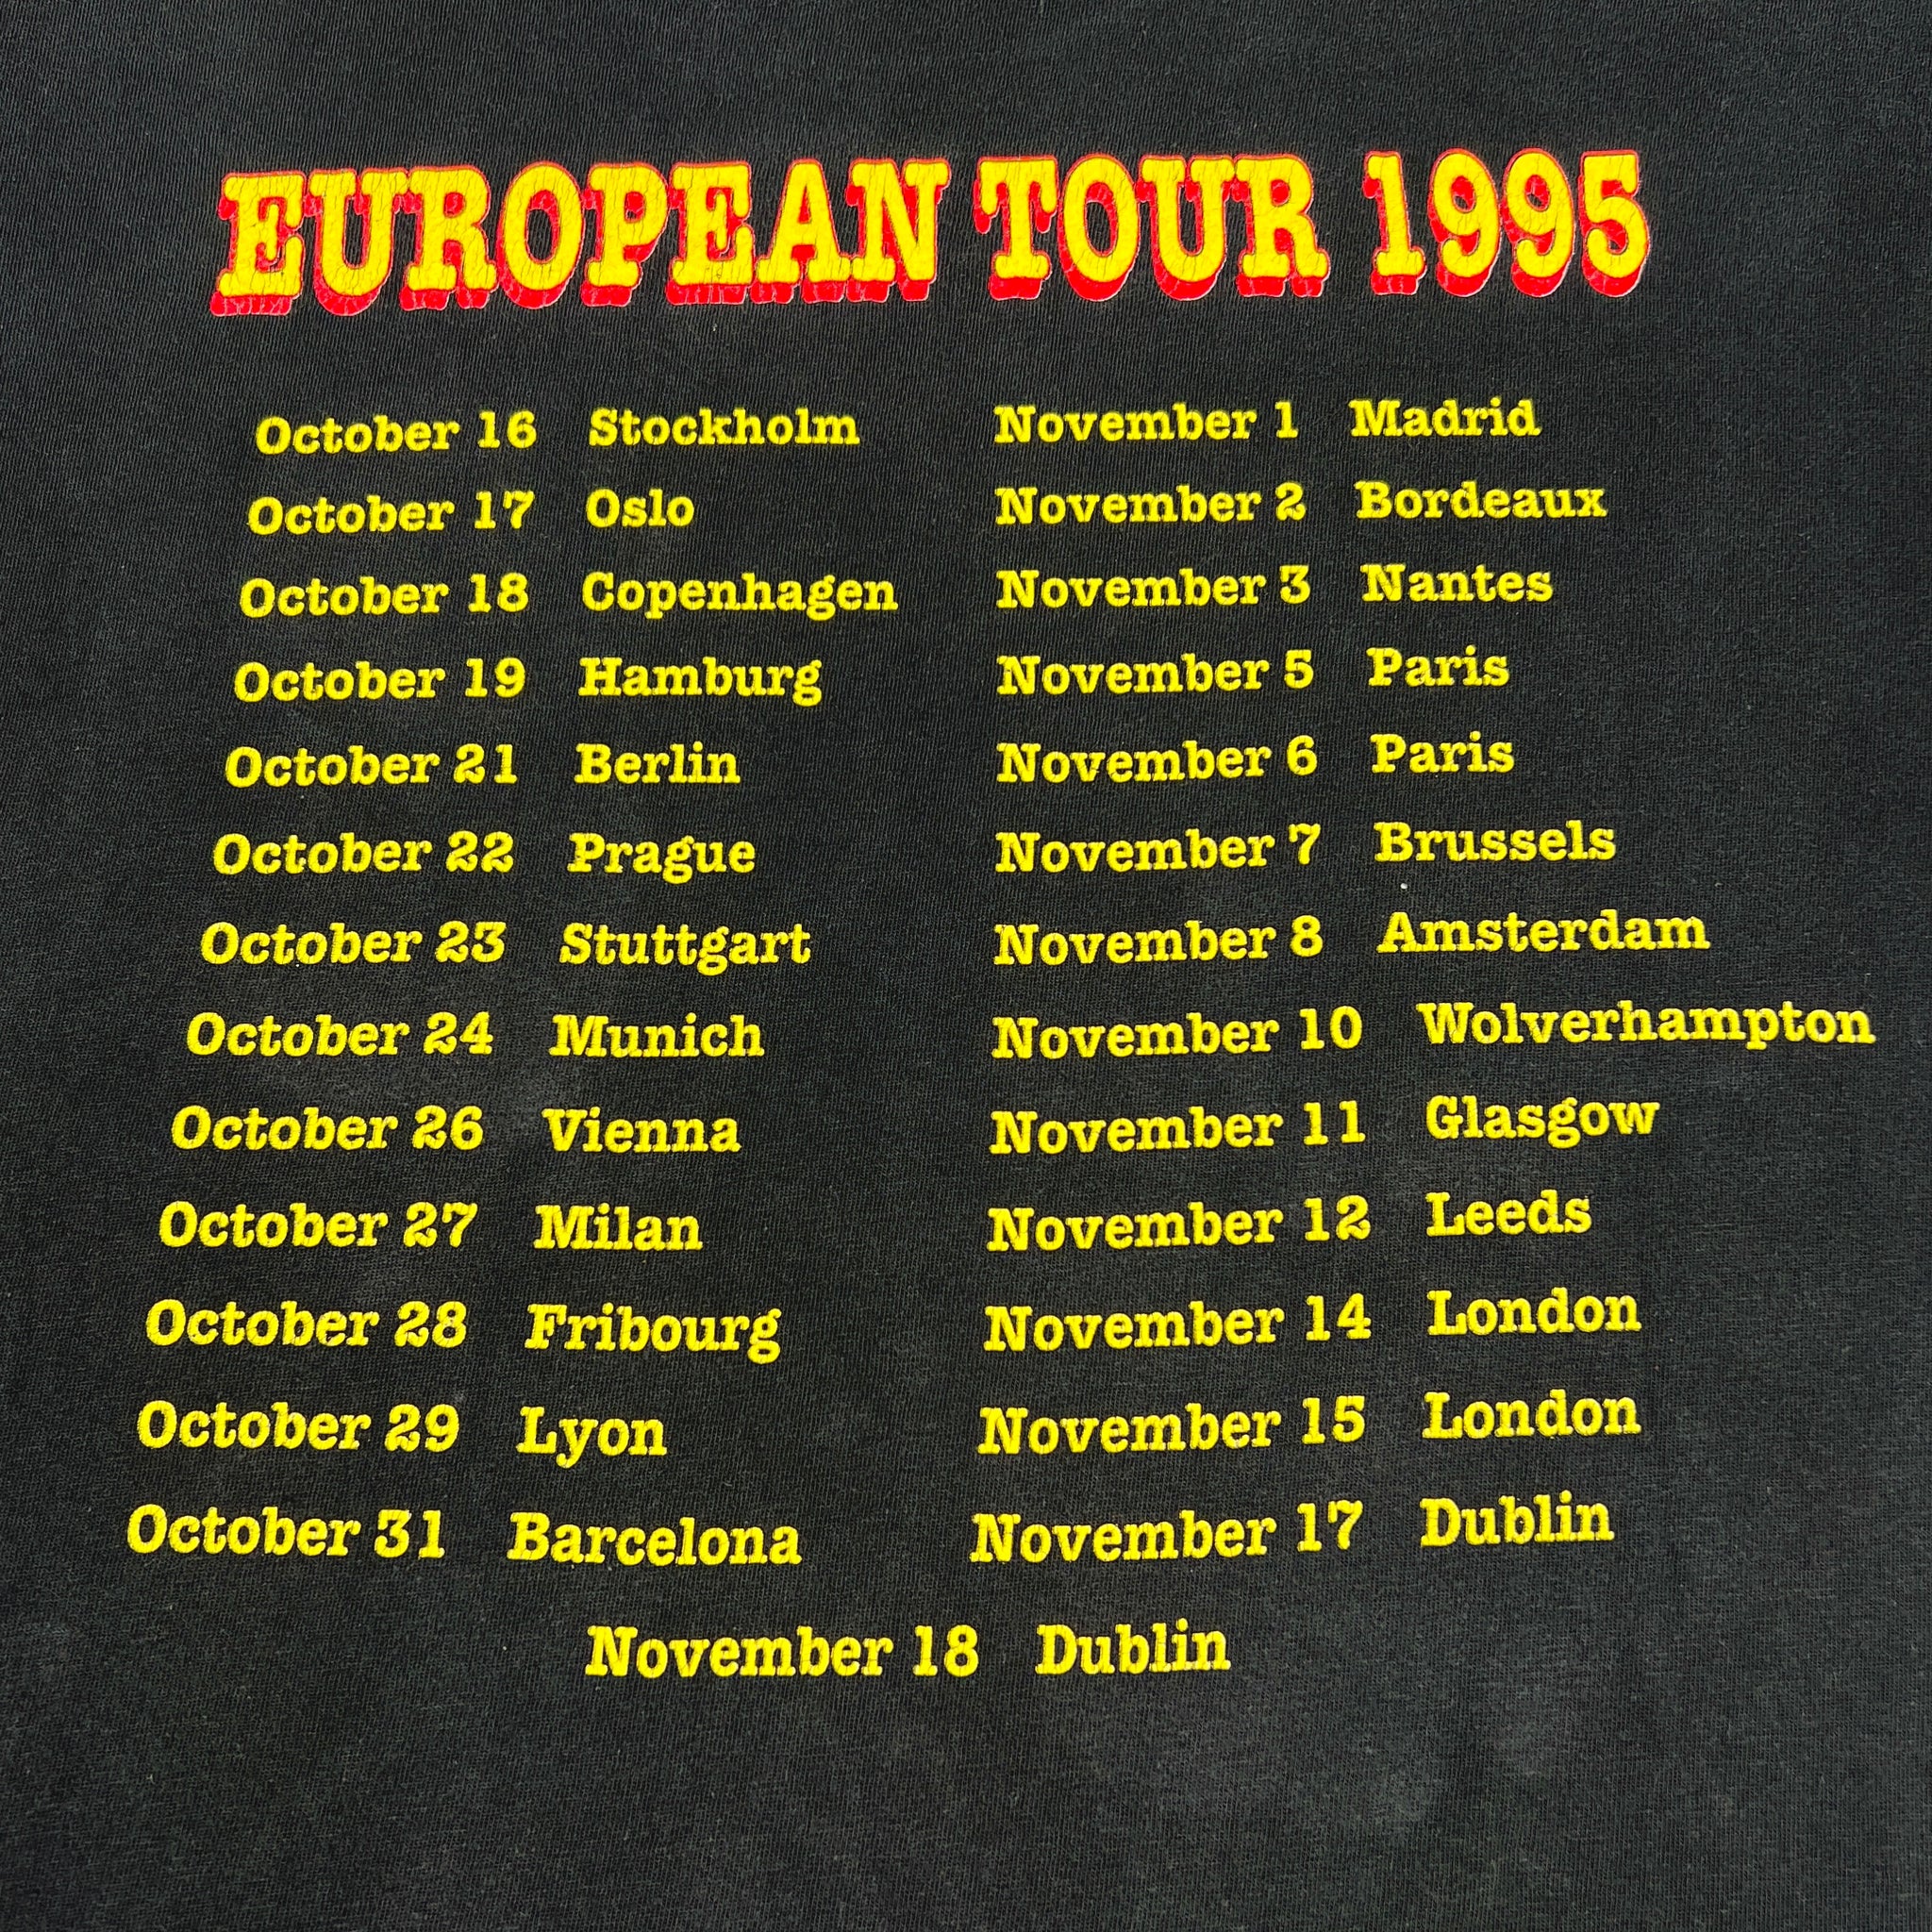 EUROPEAN TOUR 1995
October 16 Stockholm
October 17 Oslo
October 18 Copenhagen
October 19 Hamburg
October 21 Berlin
October 22 Prague
October 23 Stuttgart
October 24 Munich
October 26 Vienna
October 27 Milan
October 28 Fribourg
October 29 Lyon
October 31 Barcelona
November 1 Madrid
November 2 Bordeaux
November 3 Nantes
November 5 Paris
November 6 Paris
November 7 Brussels
November 8 Amsterdam
November 10 Wolverhampton
November 11 Glasgow
November 12 Leeds
November 14 London
November 15 London
November 17 Dublin
November 18 Dublin